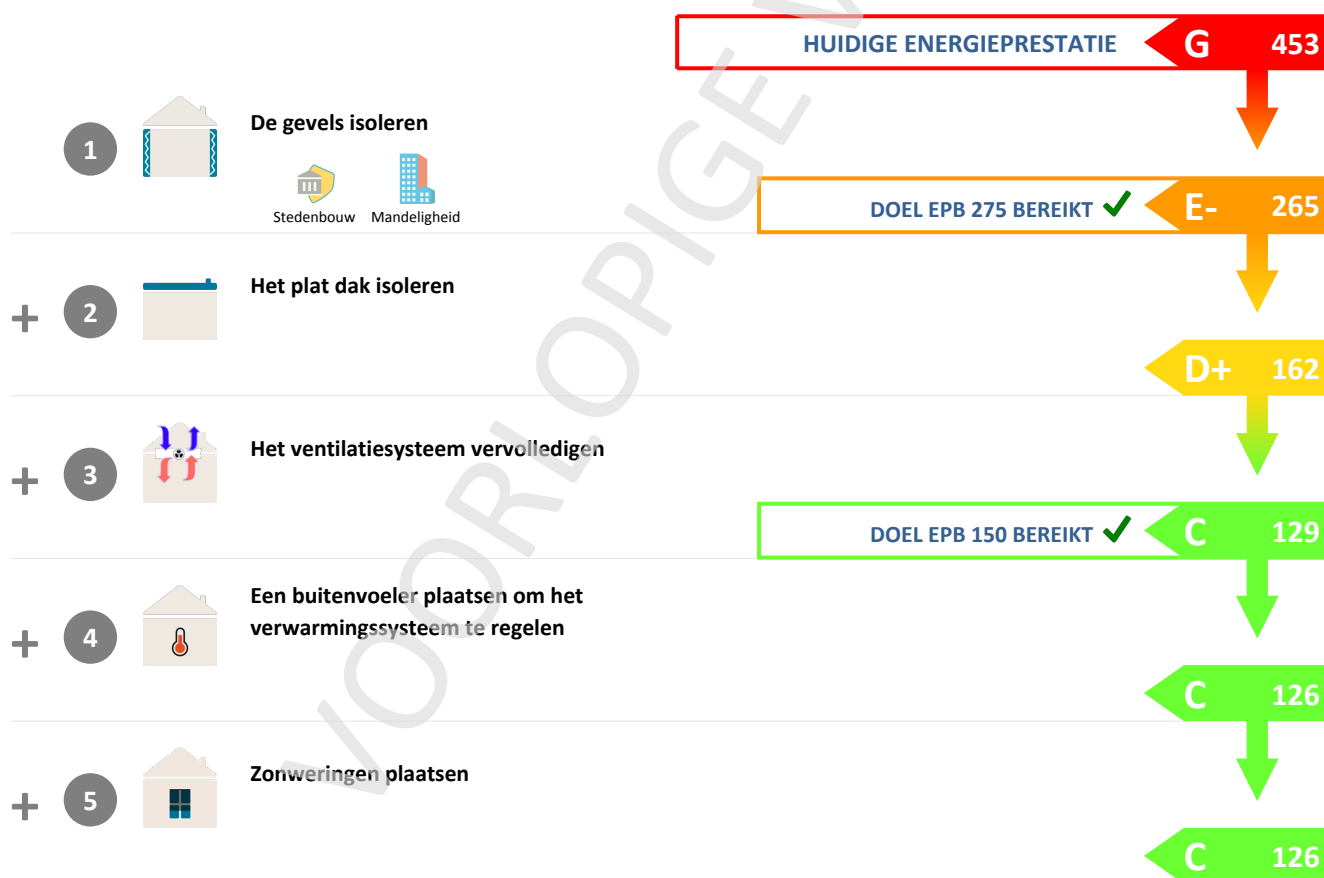 HUIDIGE ENERGIEPRESTATIE G 453
1 De gevels isoleren
Stedenbouw Mandeligheid
DOEL EPB 275 BEREIKT E- 265
+ 2 Het plat dak isoleren
D+ 162
+ 3 Het ventilatiesysteem vervolledigen
DOEL EPB 150 BEREIKT C 129
+ 4 Een buitenvoeler plaatsen om het
verwarmingssysteem te regelen
C 126
+ 5 Zonweringen plaatsen
C 126
VOORLOPIGE V